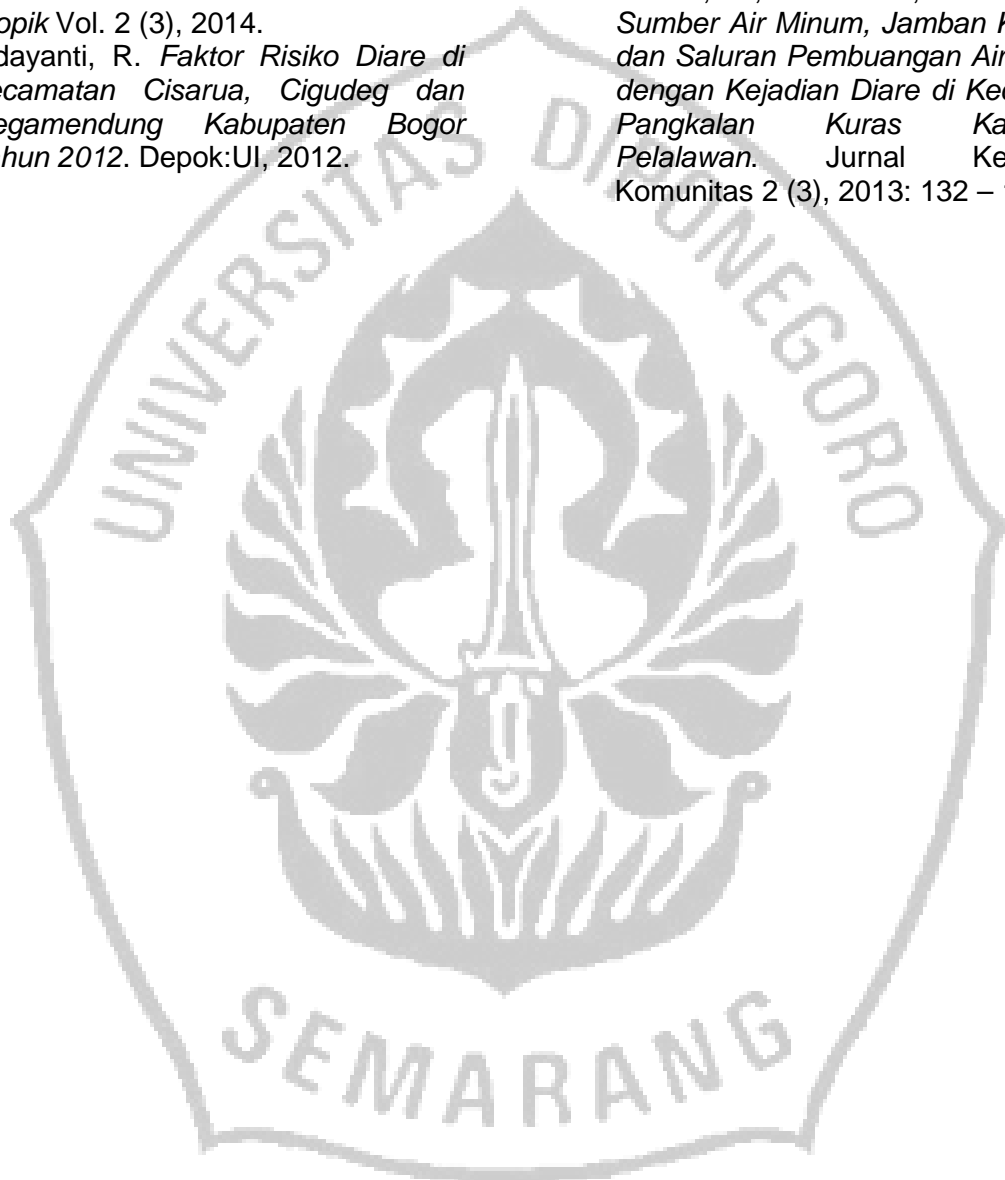 opik Vol. 2 (3), 2014.
dayanti, R. Faktor Risiko Diare di
ecamatan Cisarua, Cigudeg dan
egamendung Kabupaten Bogor
hun 2012. Depok:UI, 2012.
Sumber Air Minum, Jamban K
dan Saluran Pembuangan Air
dengan Kejadian Diare di Kec
Pangkalan Kuras Ka
Pelalawan. Jurnal Ke
Komunitas 2 (3), 2013: 132 –
UNIVERSITAS DIPONEGORO
SEMARANG